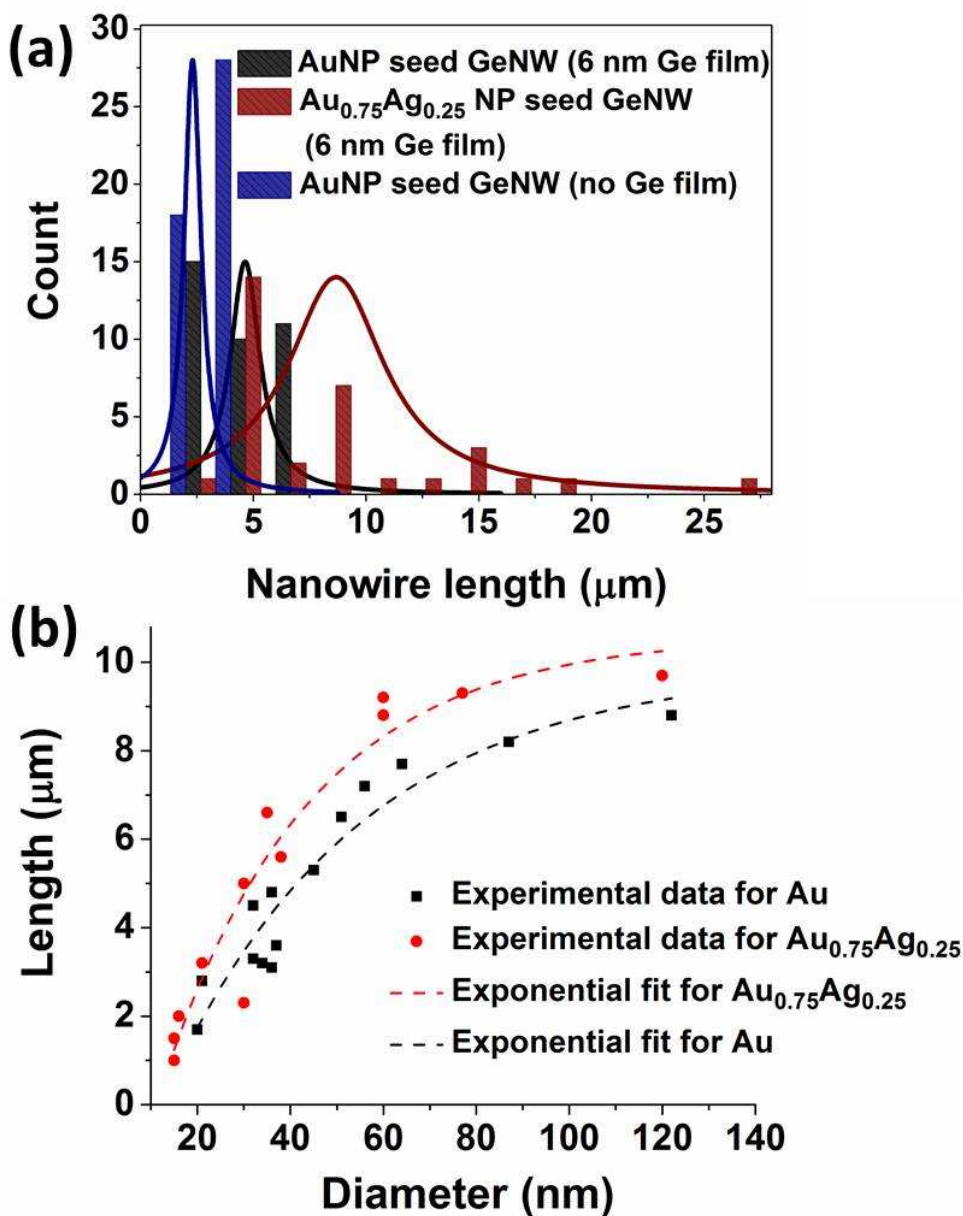 (a)
30
25
20
15
10
5
0
Count
AuNP seed GeNW (6 nm Ge film)
Au0.75Ag0.25 NP seed GeNW
(6 nm Ge film)
AuNP seed GeNW (no Ge film)
0 5 10 15 20 25
Nanowire length (μm)
(b)
10
8
6
4
2
0
Length (μm)
Experimental data for Au
Experimental data for Au0.75Ag0.25
Exponential fit for Au0.75Ag0.25
Exponential fit for Au
20 40 60 80 100 120 140
Diameter (nm)